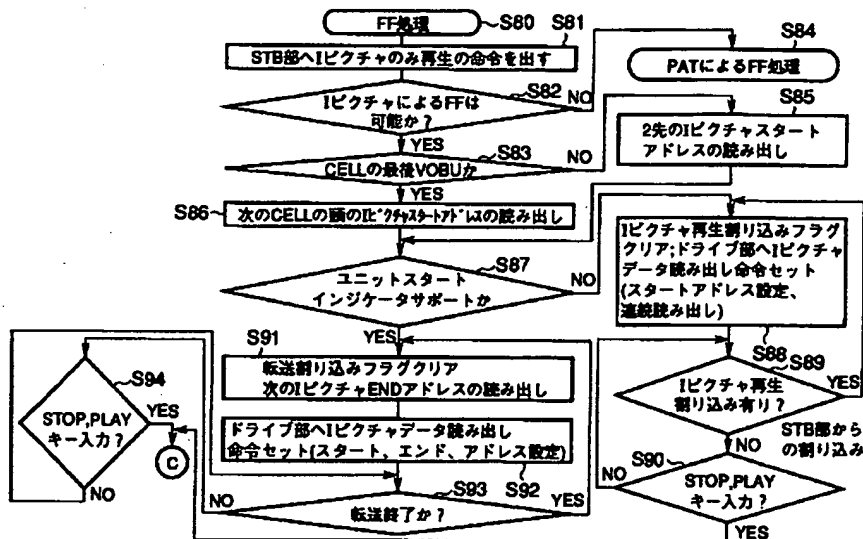 FF処理
S80
S81
STB部へIピクチャのみ再生の命令を出す
S84
PATによるFF処理
S82
IピクチャによるFFは
可能か?
NO
YES
S85
2先のIピクチャスタート
アドレスの読み出し
S83
CELLの最後VOBUか
NO
YES
S86
次のCELLの頭のIピクチャスタートアドレスの読み出し
S87
ユニットスタート
インジケータサポートか
NO
YES
Iピクチャ再生割り込みフラグ
クリア;ドライブ部へIピクチャ
データ読み出し命令セット
(スタートアドレス設定、
連続読み出し)
S88
S89
Iピクチャ再生
割り込み有り?
YES
STB部から
の割り込み
NO
S90
STOP,PLAY
キー入力?
NO
YES
S91
転送割り込みフラグクリア
次のIピクチャENDアドレスの読み出し
ドライブ部へIピクチャデータ読み出し
命令セット(スタート、エンド、アドレス設定)
S92
S93
転送終了か?
NO
YES
S94
STOP,PLAY
キー入力?
YES
NO
C